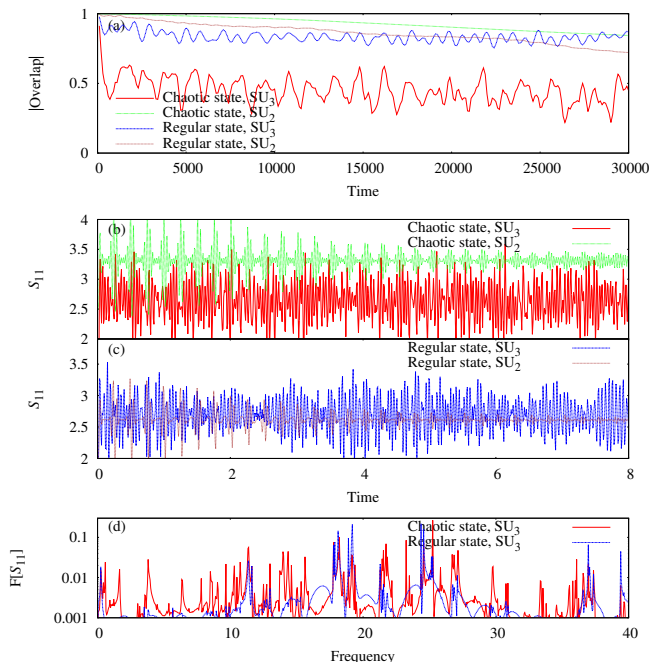 1
0.5
0
|Overlap|
(a)
Chaotic state, SU3
Chaotic state, SU2
Regular state, SU3
Regular state, SU2
0 5000 10000 15000 20000 25000 30000
Time
4
3.5
3
2.5
2
S11
(b)
Chaotic state, SU3
Chaotic state, SU2
3.5
3
2.5
2
S11
(c)
Regular state, SU3
Regular state, SU2
0 2 4 6 8
Time
0.1
0.01
0.001
F[S11]
(d)
Chaotic state, SU3
Regular state, SU3
0 10 20 30 40
Frequency